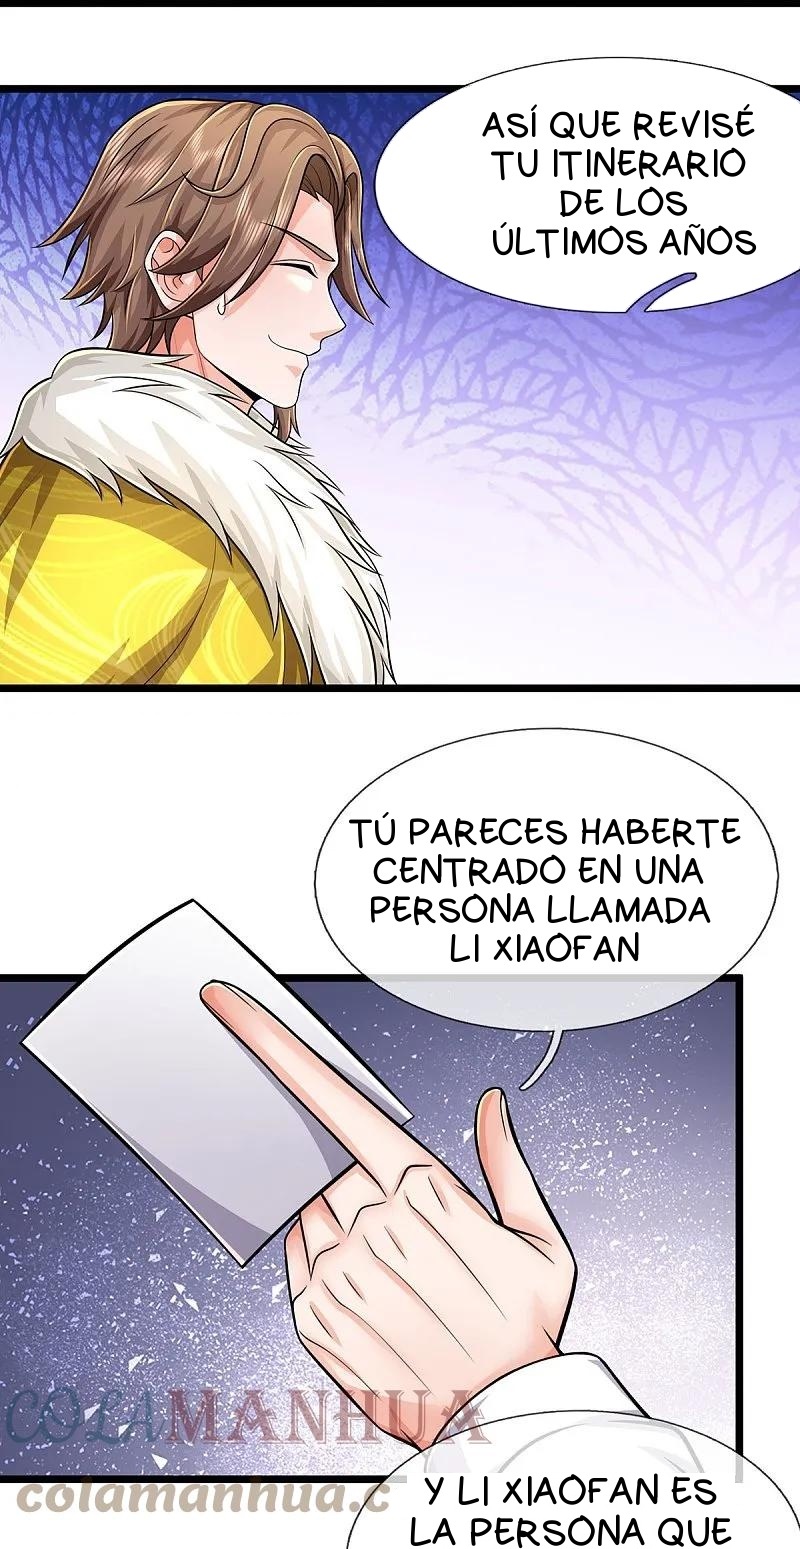 ASÍ QUE REVISÉ
TU ITINERARIO
DE LOS
ÚLTIMOS AÑOS
TÚ PARECES HABERTE
CENTRADO EN UNA
PERSONA LLAMADA
LI XIAOFAN
COLAMANHUA
colamanhua.c
Y LI XIAOFAN ES
LA PERSONA QUE